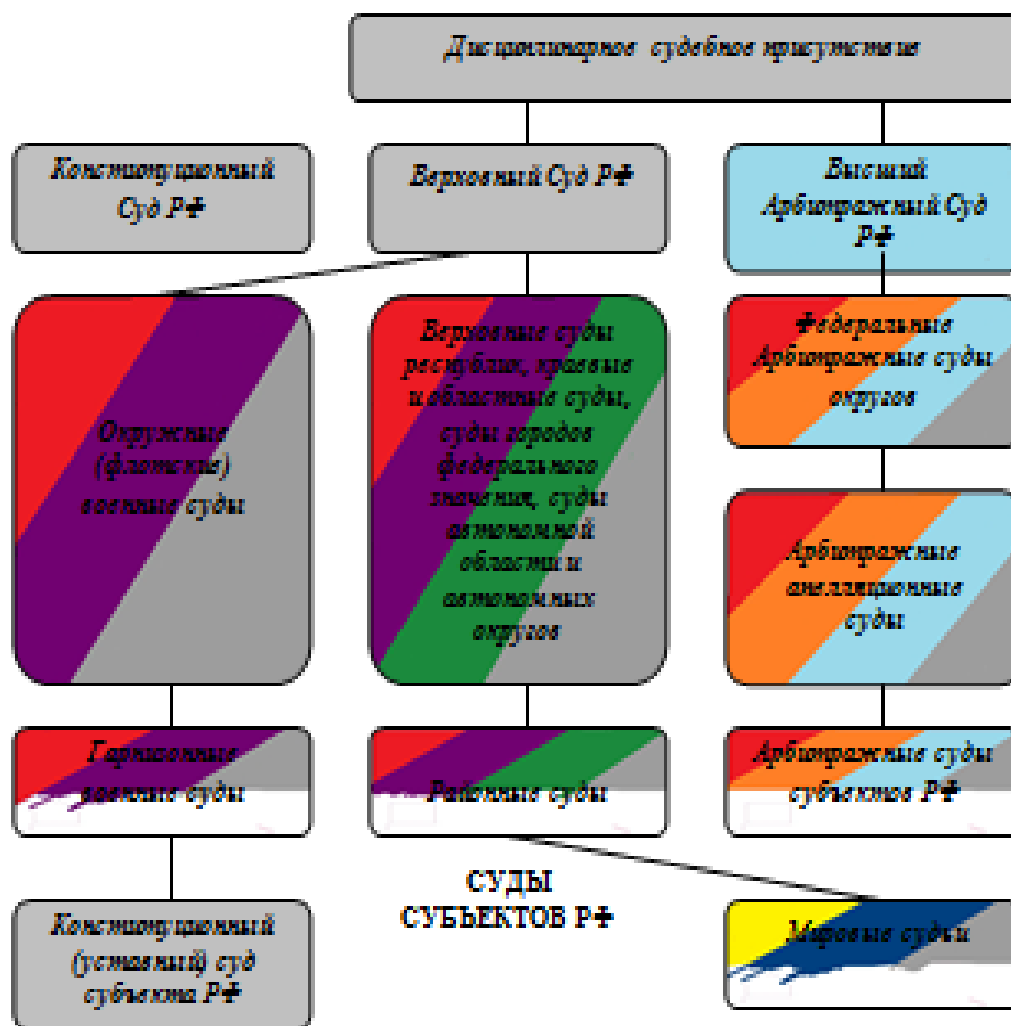 Дисциплинарное судебное присутствие
Конституционный
Суд РФ
Верховный Суд РФ
Высший
Арбитражный Суд
РФ
Окружные
(флотские)
военные суды
Верховные суды
республик, краевые
и областные суды,
суды городов
федерального
значения, суды
автономной
области и
автономных
округов
Федеральные
Арбитражные суды
округов
Арбитражные
апелляционные
суды
Гарнизонные
военные суды
Районные суды
Арбитражные суды
субъектов РФ
СУДЫ
СУБЪЕКТОВ РФ
Конституционный
(уставный) суд
субъекта РФ
Мировые судьи